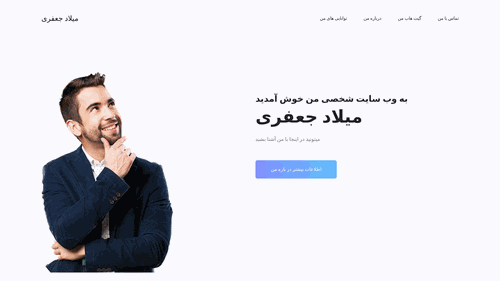 میلاد جعفری
تماس با من
گیت هاب من
درباره من
توانایی های من
به وب سایت شخصی من خوش آمدید
میلاد جعفری
میتونید در اینجا با من آشنا بشید
اطلاعات بیشتر در باره من